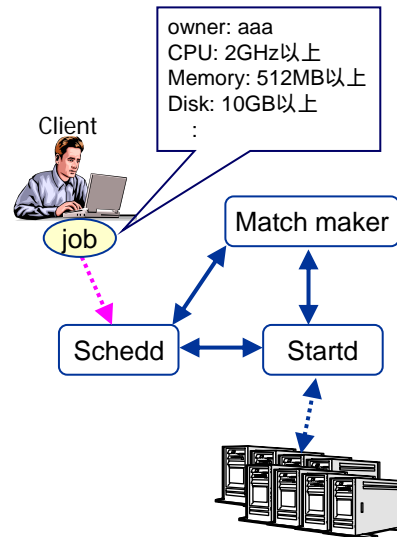 owner: aaa
CPU: 2GHz以上
Memory: 512MB以上
Disk: 10GB以上
:
Client
job
Match maker
Schedd
Startd